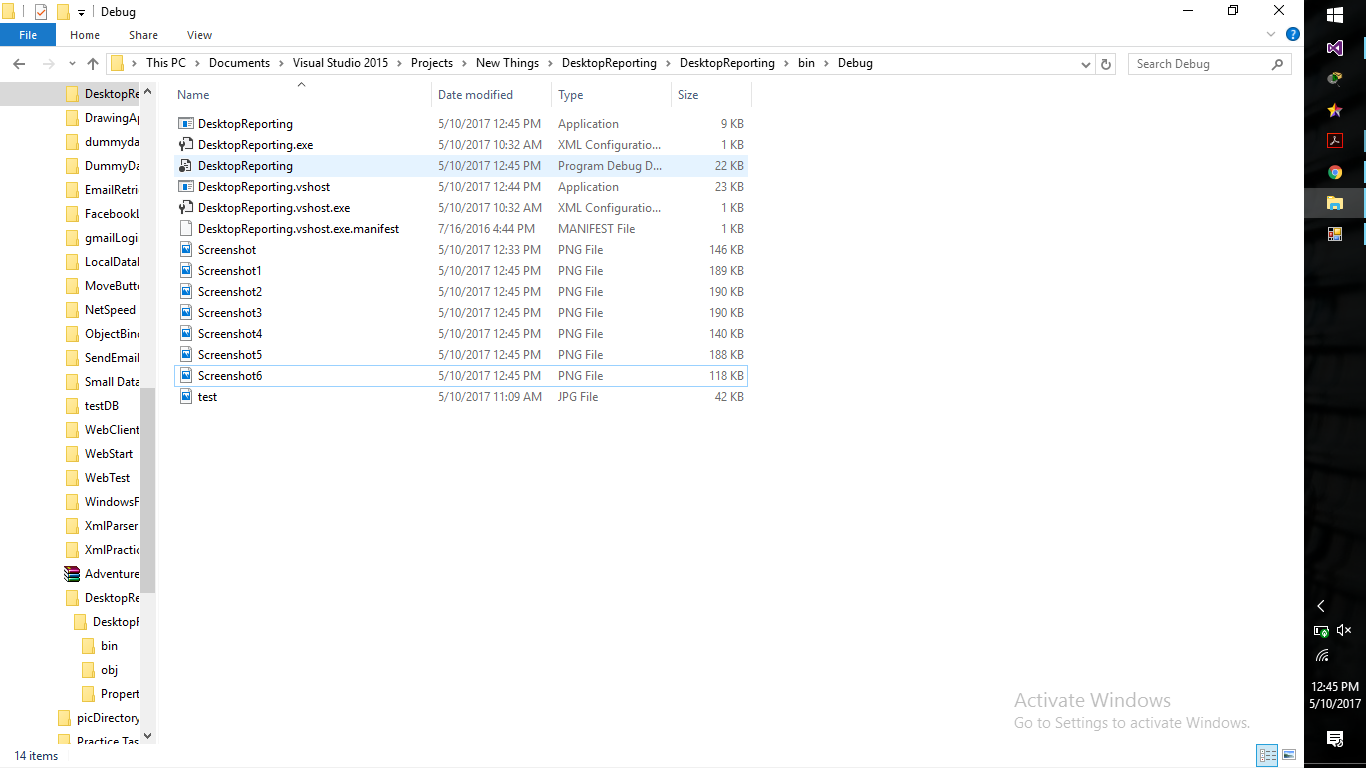 Debug
File Home Share View
This PC Documents Visual Studio 2015 Projects New Things DesktopReporting DesktopReporting bin Debug
Search Debug
Name Date modified Type Size
DesktopRe
DrawingAp
dummyda
DummyDa
EmailRetri
FacebookL
gmailLogi
LocalDatal
MoveButto
NetSpeed
ObjectBind
SendEmail
Small Data
testDB
WebClient
WebStart
WebTest
WindowsF
XmlParser
XmlPractic
Adventure
DesktopRe
DesktopR
bin
obj
Propert
picDirectory
Practice Tas
DesktopReporting 5/10/2017 12:45 PM Application 9 KB
DesktopReporting.exe 5/10/2017 10:32 AM XML Configuratio... 1 KB
DesktopReporting 5/10/2017 12:45 PM Program Debug D... 22 KB
DesktopReporting.vshost 5/10/2017 12:44 PM Application 23 KB
DesktopReporting.vshost.exe 5/10/2017 10:32 AM XML Configuratio... 1 KB
DesktopReporting.vshost.exe.manifest 7/16/2016 4:44 PM MANIFEST File 1 KB
Screenshot 5/10/2017 12:33 PM PNG File 146 KB
Screenshot1 5/10/2017 12:45 PM PNG File 189 KB
Screenshot2 5/10/2017 12:45 PM PNG File 190 KB
Screenshot3 5/10/2017 12:45 PM PNG File 190 KB
Screenshot4 5/10/2017 12:45 PM PNG File 140 KB
Screenshot5 5/10/2017 12:45 PM PNG File 188 KB
Screenshot6 5/10/2017 12:45 PM PNG File 118 KB
test 5/10/2017 11:09 AM JPG File 42 KB
Activate Windows
Go to Settings to activate Windows.
14 items
12:45 PM
5/10/2017